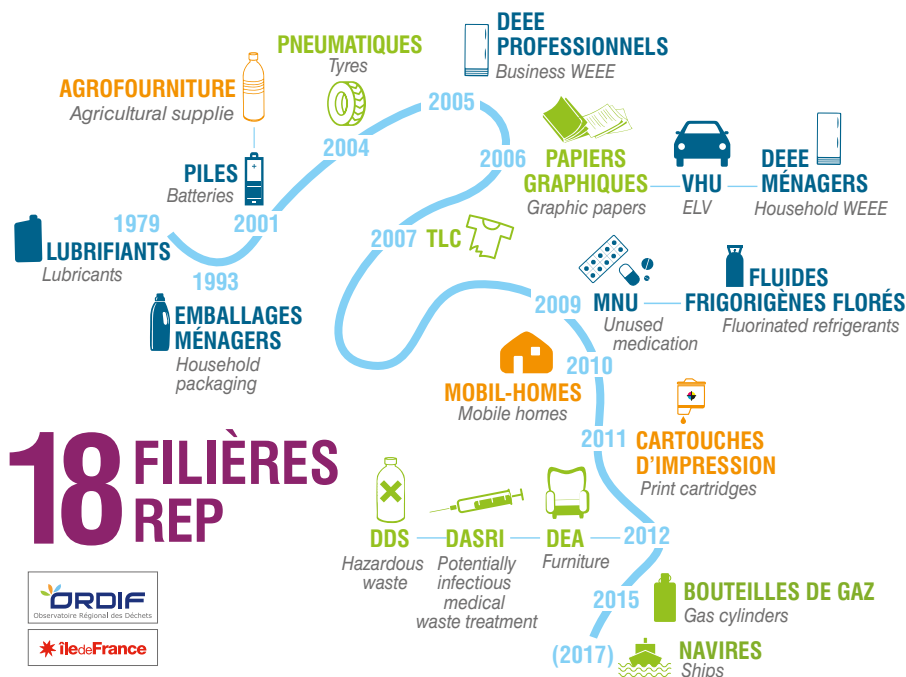 DEEE
PROFESSIONNELS
Business WEEE
PNEUMATIQUES
Tyres
AGROFOURNITURE
Agricultural supplie
2005
2004
2006
PAPIERS
GRAPHIQUES
Graphic papers
VHU
ELV
DEEE
MÉNAGERS
Household WEEE
PILES
Batteries
1979
2001
2007
TLC
LUBRIFIANTS
Lubricants
1993
EMBALLAGES
MÉNAGERS
Household
packaging
2009
MNU
Unused
medication
FLUIDES
FRIGORIGÈNES FLORÉS
Fluorinated refrigerants
2010
MOBIL-HOMES
Mobile homes
2011
CARTOUCHES
D'IMPRESSION
Print cartridges
18 FILIÈRES
REP
DDS
Hazardous
waste
DASRI
Potentially
infectious
medical
waste treatment
DEA
Furniture
2012
2015
BOUTEILLES DE GAZ
Gas cylinders
(2017)
NAVIRES
Ships
ORDIF
Observatoire Régional des Déchets
îledeFrance